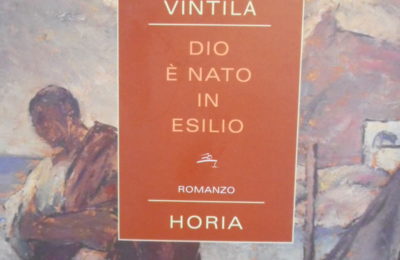 VINTILA
DIO
È NATO
IN
ESILIO
ROMANZO
HORIA